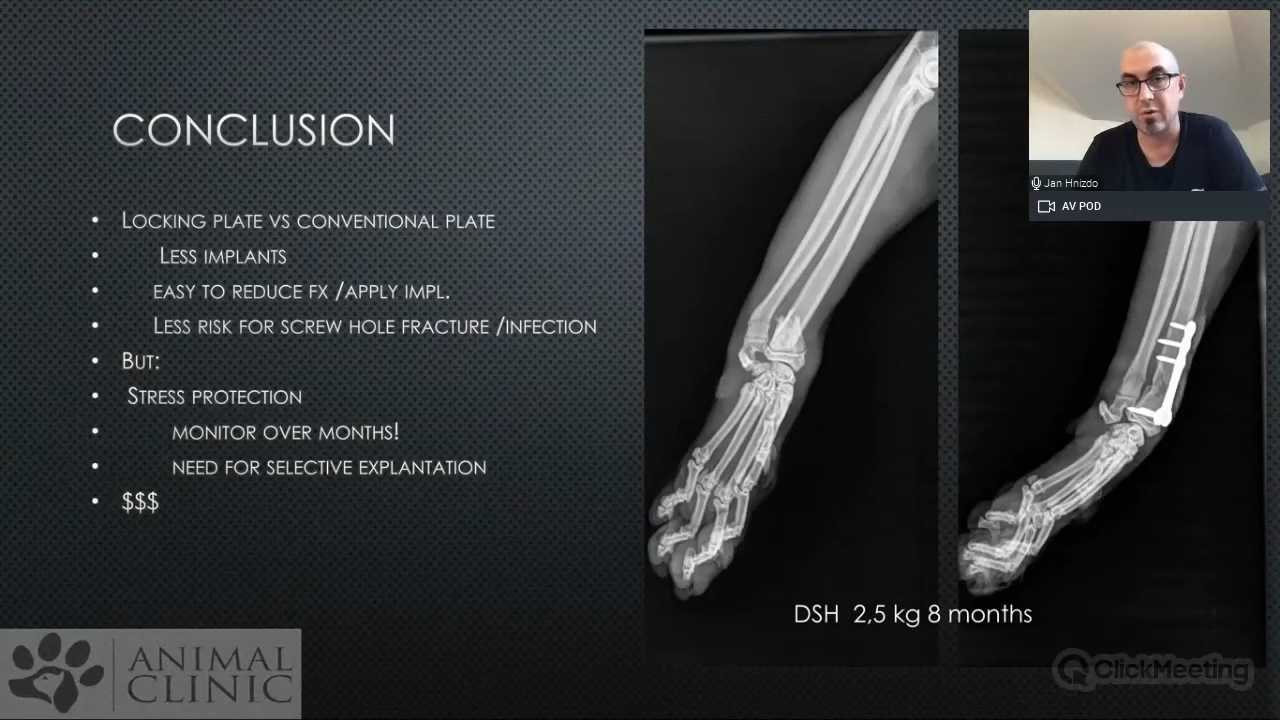 CONCLUSION
• LOCKING PLATE VS CONVENTIONAL PLATE
• LESS IMPLANTS
• EASY TO REDUCE FX /APPLY IMPL.
• LESS RISK FOR SCREW HOLE FRACTURE /INFECTION
• BUT:
• STRESS PROTECTION
• MONITOR OVER MONTHS!
• NEED FOR SELECTIVE EXPLANTATION
• $$$
DSH 2,5 kg 8 months
Jan Hnizdo
AV POD
ANIMAL
CLINIC
ClickMeeting